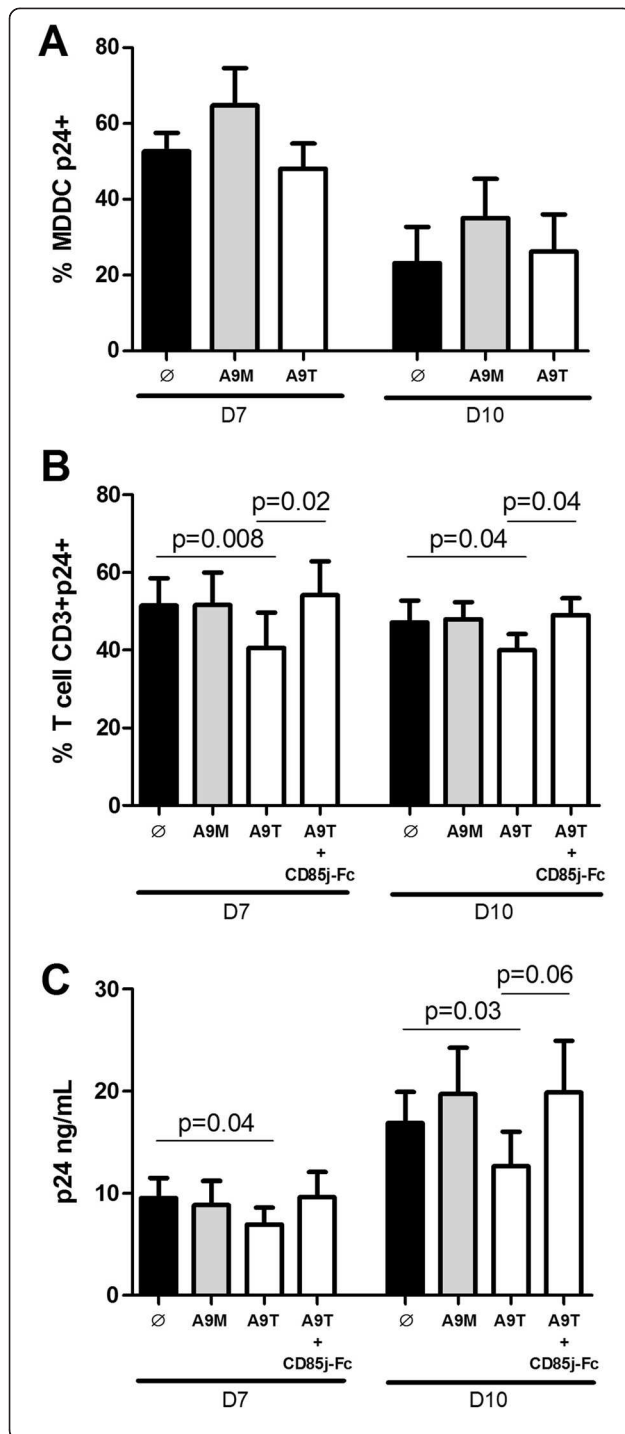 A
% MDDC p24+
80
60
40
20
0
∅ A9M A9T ∅ A9M A9T
D7 D10
B
% T cell CD3+p24+
80
60
40
20
0
p=0.02 p=0.04
p=0.008 p=0.04
∅ A9M A9T A9T ∅ A9M A9T A9T
+ +
CD85j-Fc CD85j-Fc
D7 D10
C
p24 ng/mL
30
20
10
0
p=0.06
p=0.03
p=0.04
∅ A9M A9T A9T ∅ A9M A9T A9T
+ +
CD85j-Fc CD85j-Fc
D7 D10